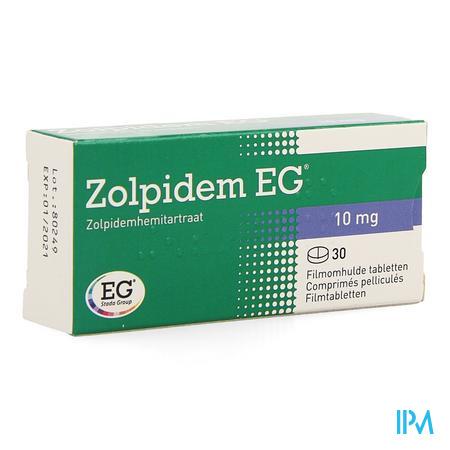 Lot.: 80249
EXP: 01/2021
Zolpidem EG®
Zolpidemhemitartraat
10 mg
30
Filmomhulde tabletten
Comprimés pelliculés
Filmtabletten
EG®
Stada Group
IPM